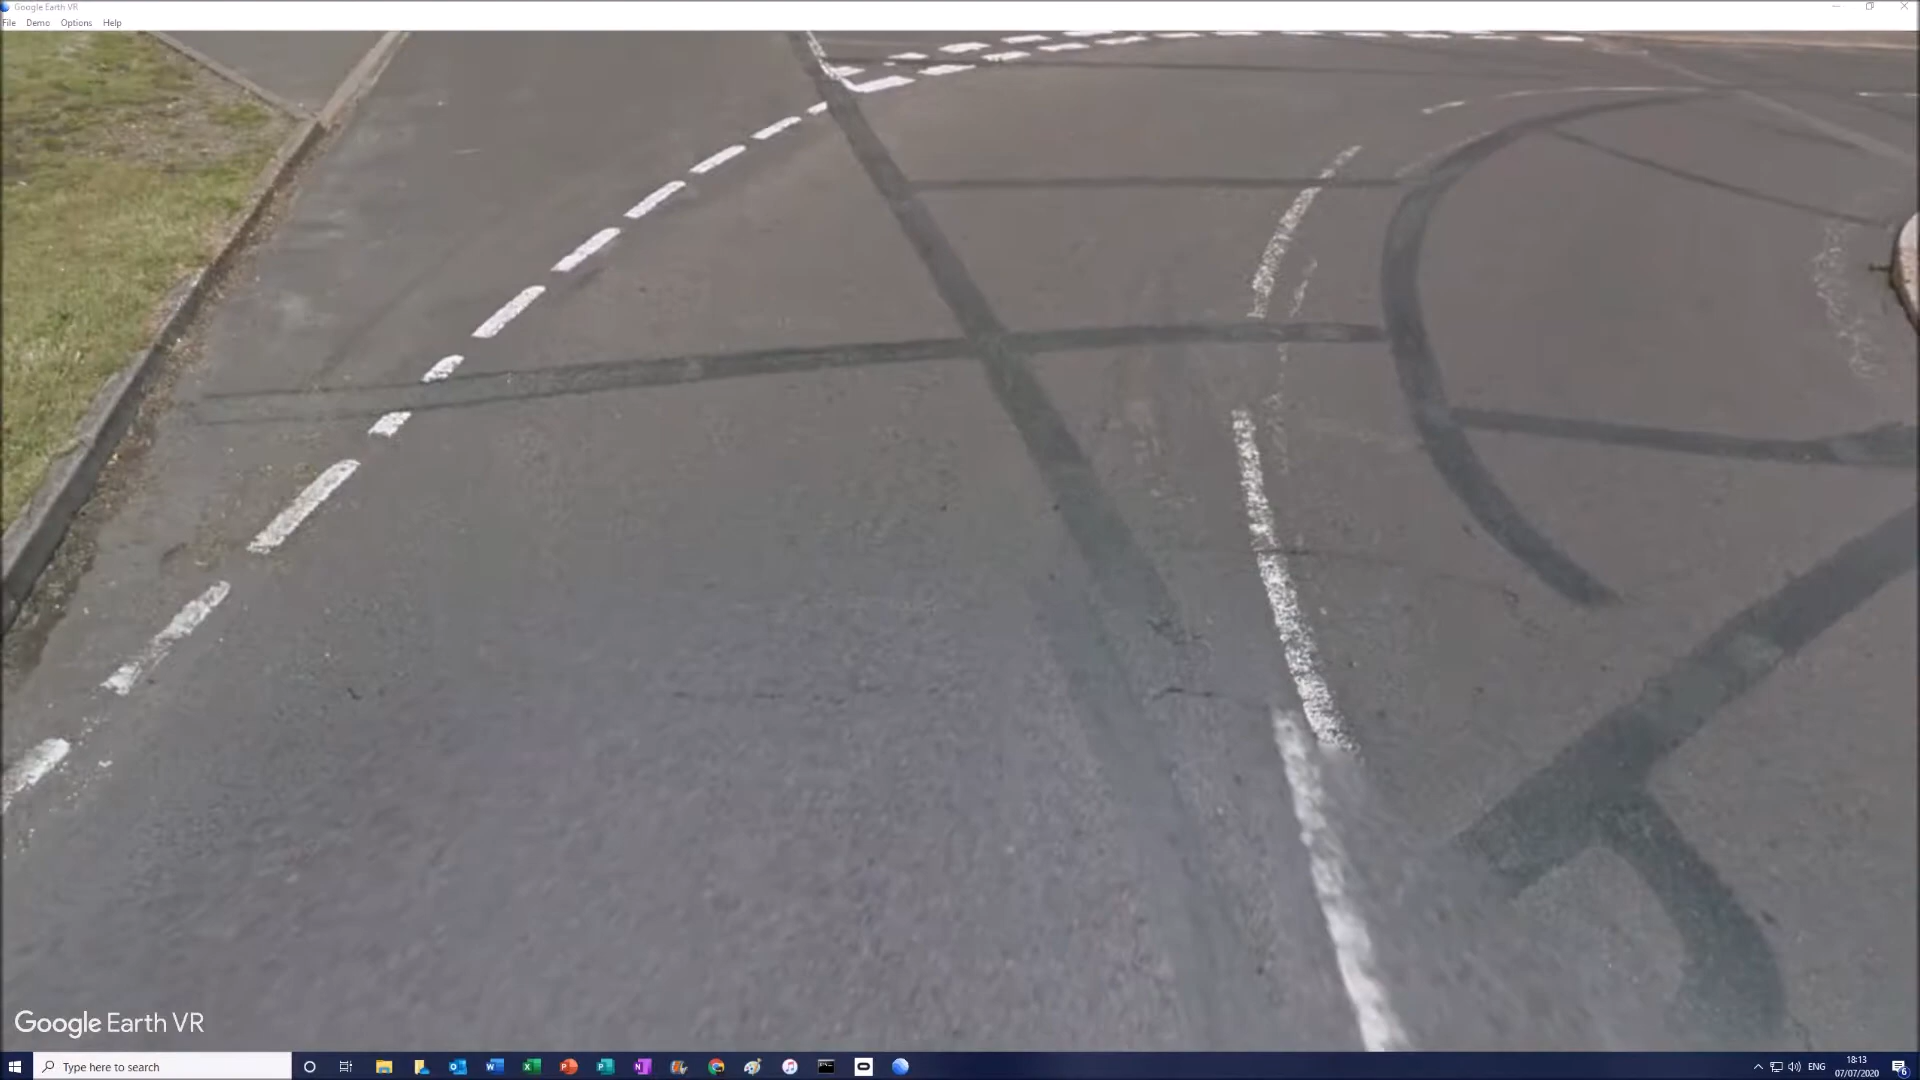 Google Earth VR
File Demo Options Help
Google Earth VR
Type here to search
ENG
18:13
07/07/2020
6